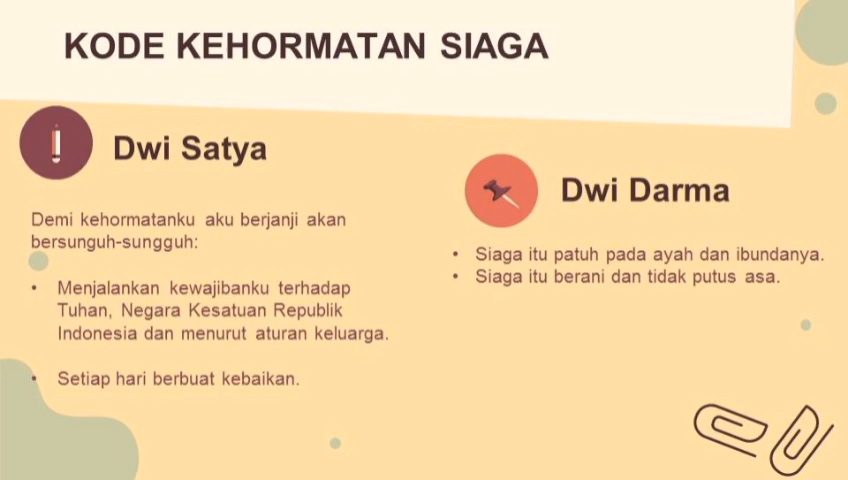 KODE KEHORMATAN SIAGA
Dwi Satya
Demi kehormatanku aku berjanji akan
bersunguh-sungguh:
• Menjalankan kewajibanku terhadap
Tuhan, Negara Kesatuan Republik
Indonesia dan menurut aturan keluarga.
• Setiap hari berbuat kebaikan.
Dwi Darma
• Siaga itu patuh pada ayah dan ibundanya.
• Siaga itu berani dan tidak putus asa.